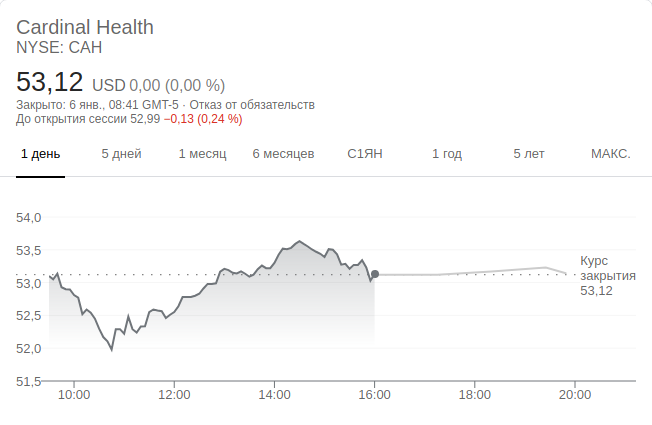 Cardinal Health
NYSE: CAH
53,12 USD 0,00 (0,00 %)
Закрыто: 6 янв., 08:41 GMT-5 · Отказ от обязательств
До открытия сессии 52,99 −0,13 (0,24 %)
1 день 5 дней 1 месяц 6 месяцев С1ЯН 1 год 5 лет МАКС.
54,0
53,5
Курс
закрытия
53,12
53,0
52,5
52,0
51,5
10:00 12:00 14:00 16:00 18:00 20:00